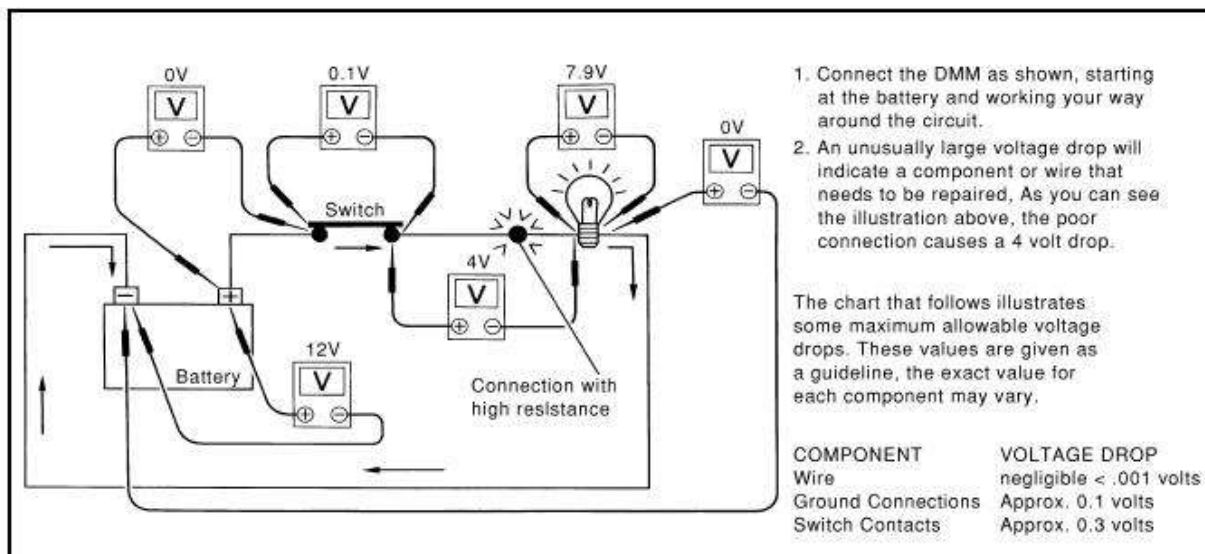 0V
0.1V
7.9V
0V
V
V
V
V
+ −
+ −
+ −
+ −
Switch
4V
V
+ −
− +
Battery
12V
V
+ −
Connection with
high resistance
1. Connect the DMM as shown, starting
at the battery and working your way
around the circuit.
2. An unusually large voltage drop will
indicate a component or wire that
needs to be repaired, As you can see
the illustration above, the poor
connection causes a 4 volt drop.
The chart that follows illustrates
some maximum allowable voltage
drops. These values are given as
a guideline, the exact value for
each component may vary.
COMPONENT VOLTAGE DROP
Wire negligible < .001 volts
Ground Connections Approx. 0.1 volts
Switch Contacts Approx. 0.3 volts